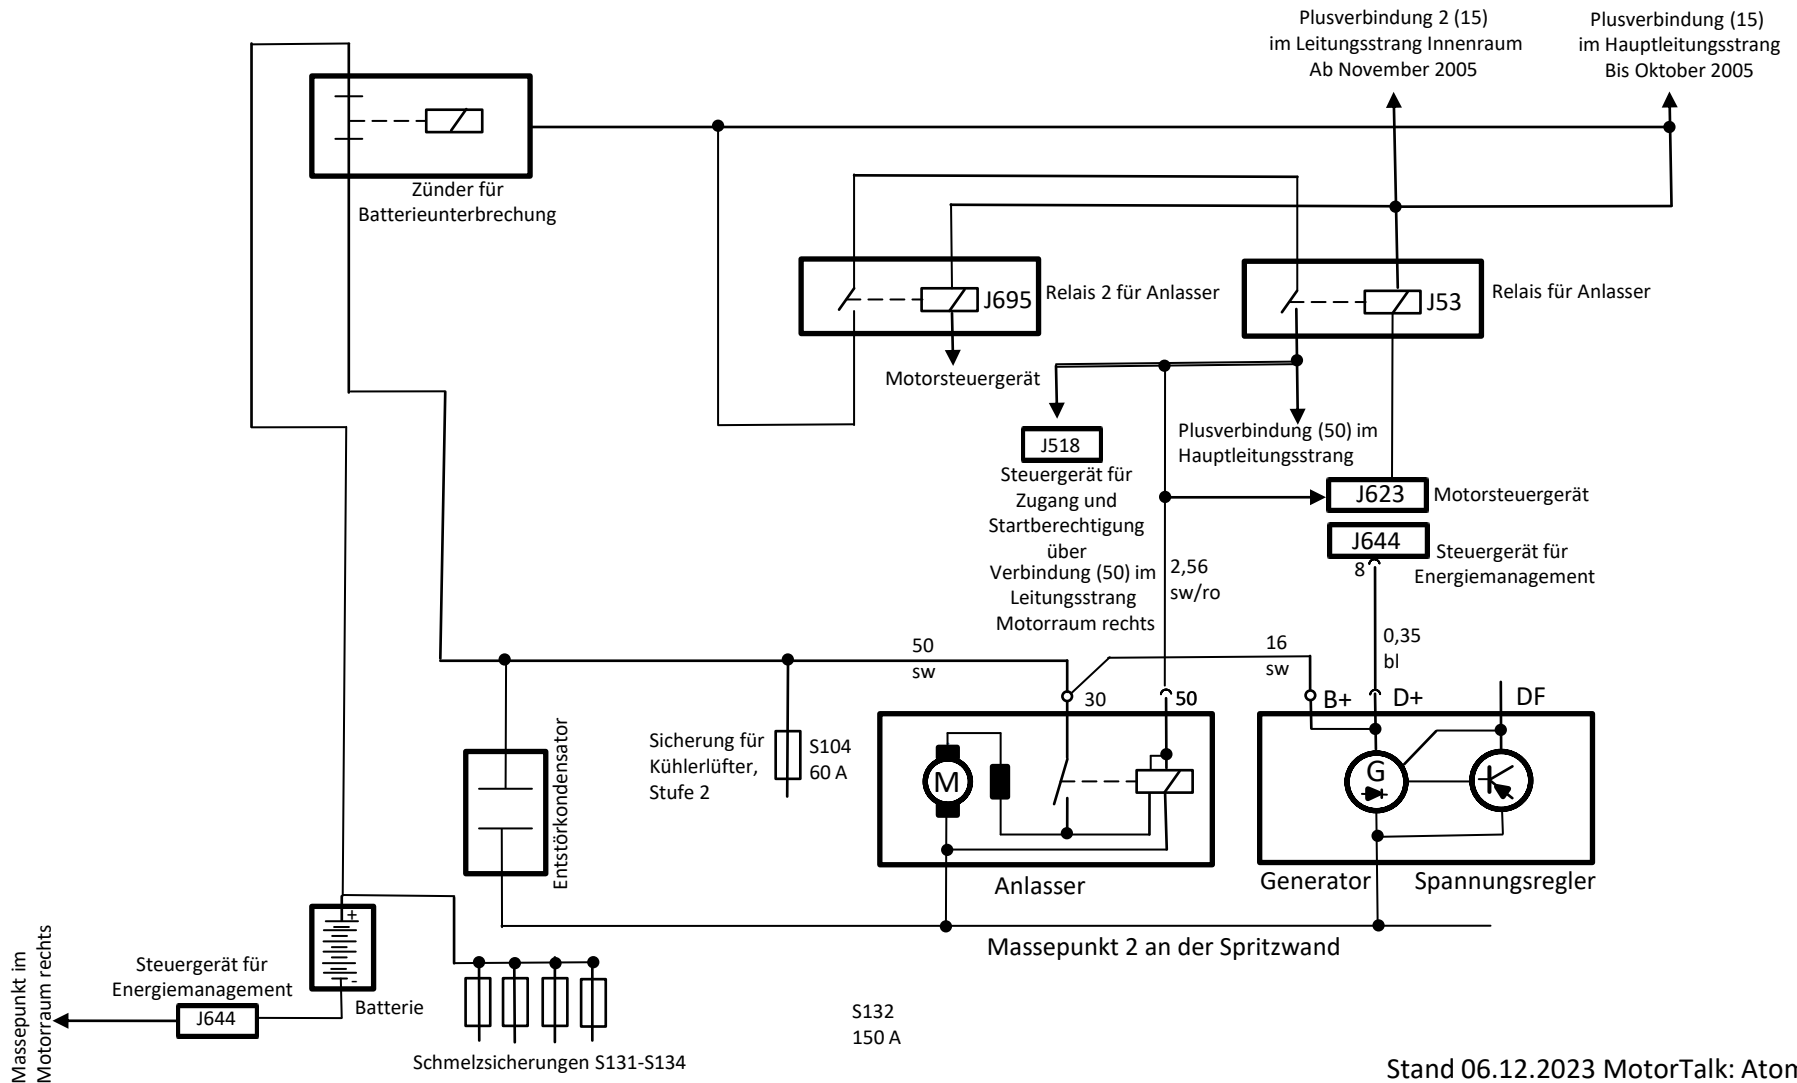 Plusverbindung 2 (15)
im Leitungsstrang Innenraum
Ab November 2005
Plusverbindung (15)
im Hauptleitungsstrang
Bis Oktober 2005
Zünder für
Batterieunterbrechung
J695
Relais 2 für Anlasser
J53
Relais für Anlasser
Motorsteuergerät
J518
Steuergerät für
Zugang und
Startberechtigung
über
Verbindung (50) im
Leitungsstrang
Motorraum rechts
Plusverbindung (50) im
Hauptleitungsstrang
J623
Motorsteuergerät
J644
Steuergerät für
Energiemanagement
8
2,56
sw/ro
0,35
bl
50
sw
16
sw
30
50
B+
D+
DF
Entstörkondensator
Sicherung für
Kühlerlüfter,
Stufe 2
S104
60 A
M
G
Anlasser
Generator
Spannungsregler
Massepunkt 2 an der Spritzwand
Massepunkt im
Motorraum rechts
Steuergerät für
Energiemanagement
J644
+
-
Batterie
Schmelzsicherungen S131-S134
S132
150 A
Stand 06.12.2023 MotorTalk: Atom